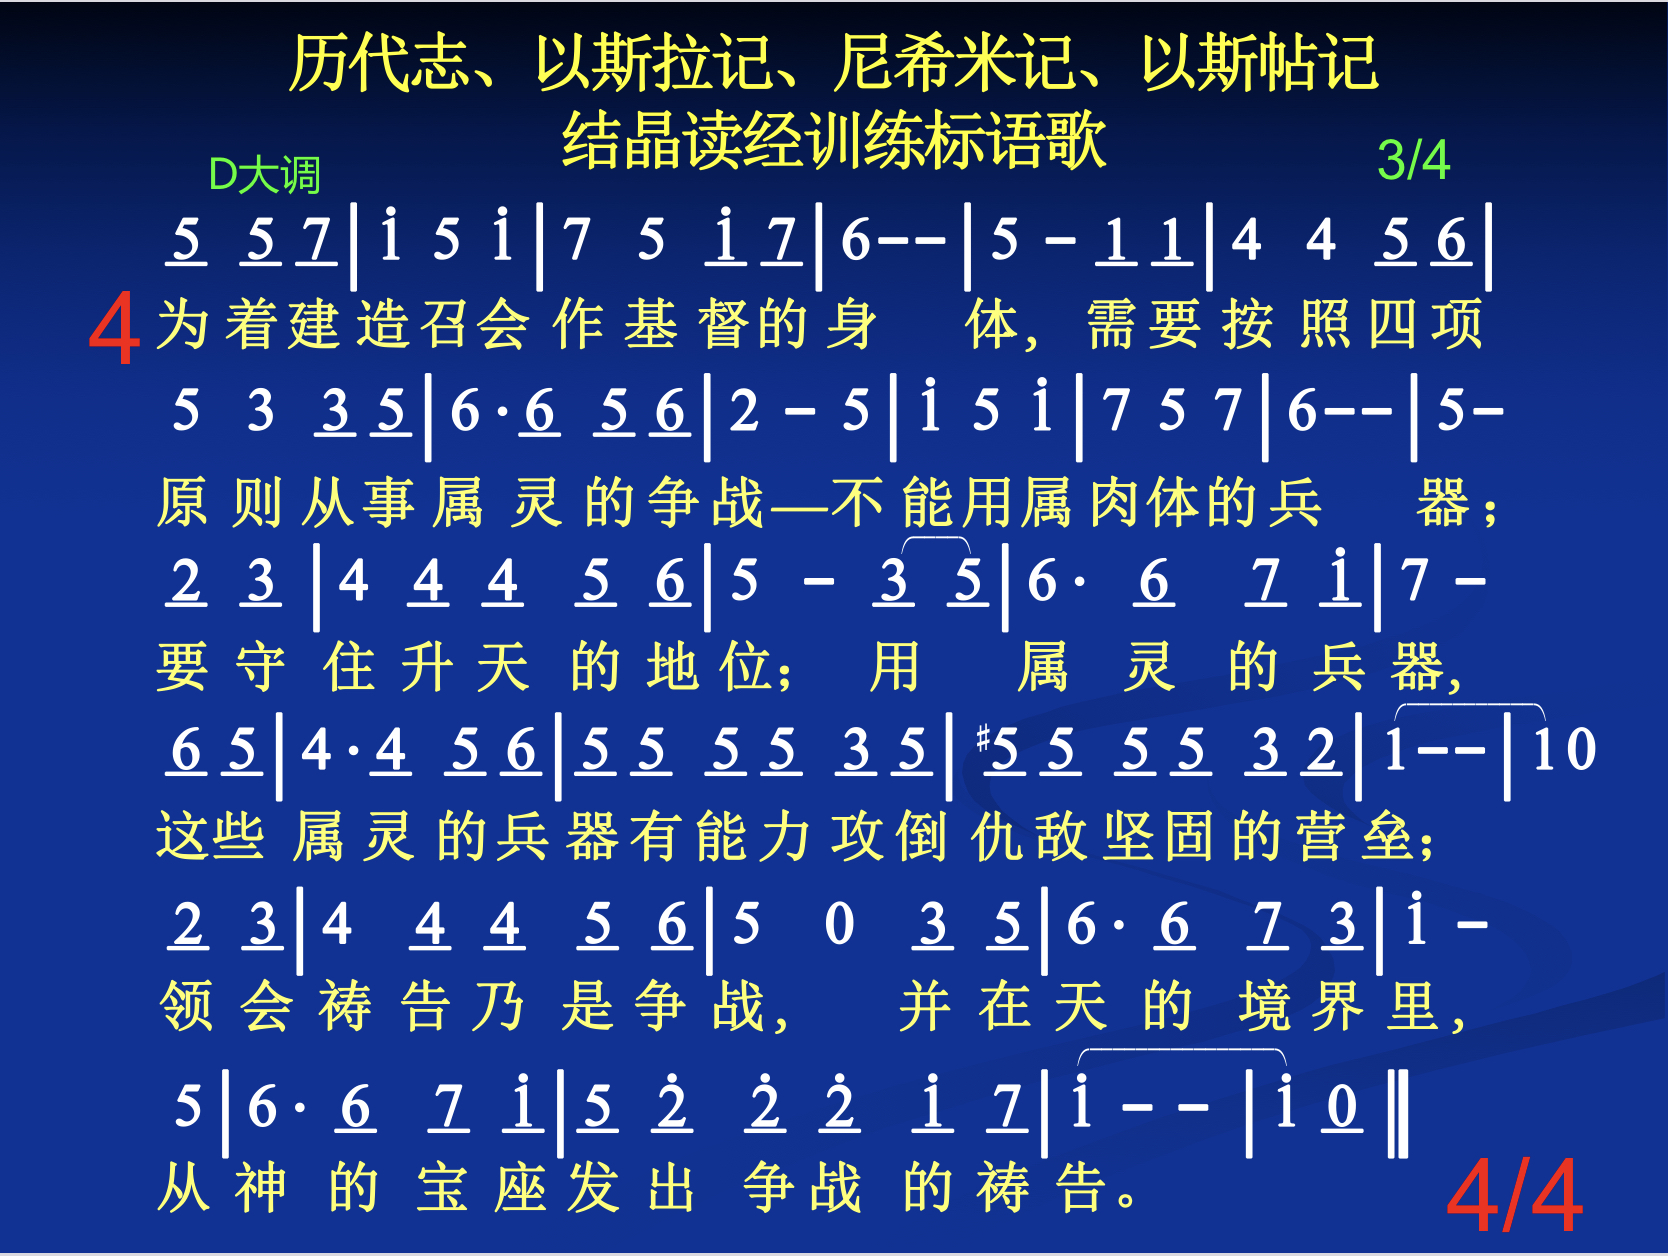 历代志、以斯拉记、尼希米记、以斯帖记
结晶读经训练标语歌
D大调 3/4
5 5 7 | i 5 i | 7 5 i 7 | 6 - - | 5 - 1 1 | 4 4 5 6 |
4 为着建造召会作基督的身体，需要按照四项
5 3 3 5 | 6 · 6 5 6 | 2 - 5 | i 5 i | 7 5 7 | 6 - - | 5 -
原则从事属灵的争战—不能用属肉体的兵器；
2 3 | 4 4 4 5 6 | 5 - 3 5 | 6 · 6 7 i | 7 -
要守住升天的地位；用属灵的兵器，
6 5 | 4 · 4 5 6 | 5 5 5 5 3 5 | ♯5 5 5 5 3 2 | 1 - - | 1 0
这些属灵的兵器有能力攻倒仇敌坚固的营垒；
2 3 | 4 4 4 5 6 | 5 0 3 5 | 6 · 6 7 3 | i -
领会祷告乃是争战，并在天的境界里，
5 | 6 · 6 7 i | 5 2̇ 2̇ 2̇ i 7 | i - - | i 0 ‖
从神的宝座发出争战的祷告。
4/4